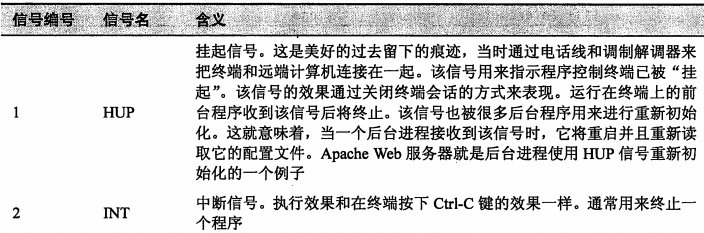 信号编号 信号名 含义
挂起信号。这是美好的过去留下的痕迹，当时通过电话线和调制解调器来
把终端和远端计算机连接在一起。该信号用来指示程序控制终端已被“挂
起”。该信号的效果通过关闭终端会话的方式来表现。运行在终端上的前
1 HUP 台程序收到该信号后将终止。该信号也被很多后台程序用来进行重新初始
化。这就意味着，当一个后台进程接收到该信号时，它将重启并且重新读
取它的配置文件。Apache Web 服务器就是后台进程使用 HUP 信号重新初
始化的一个例子
2 INT 中断信号。执行效果和在终端按下 Ctrl-C 键的效果一样。通常用来终止一
个程序